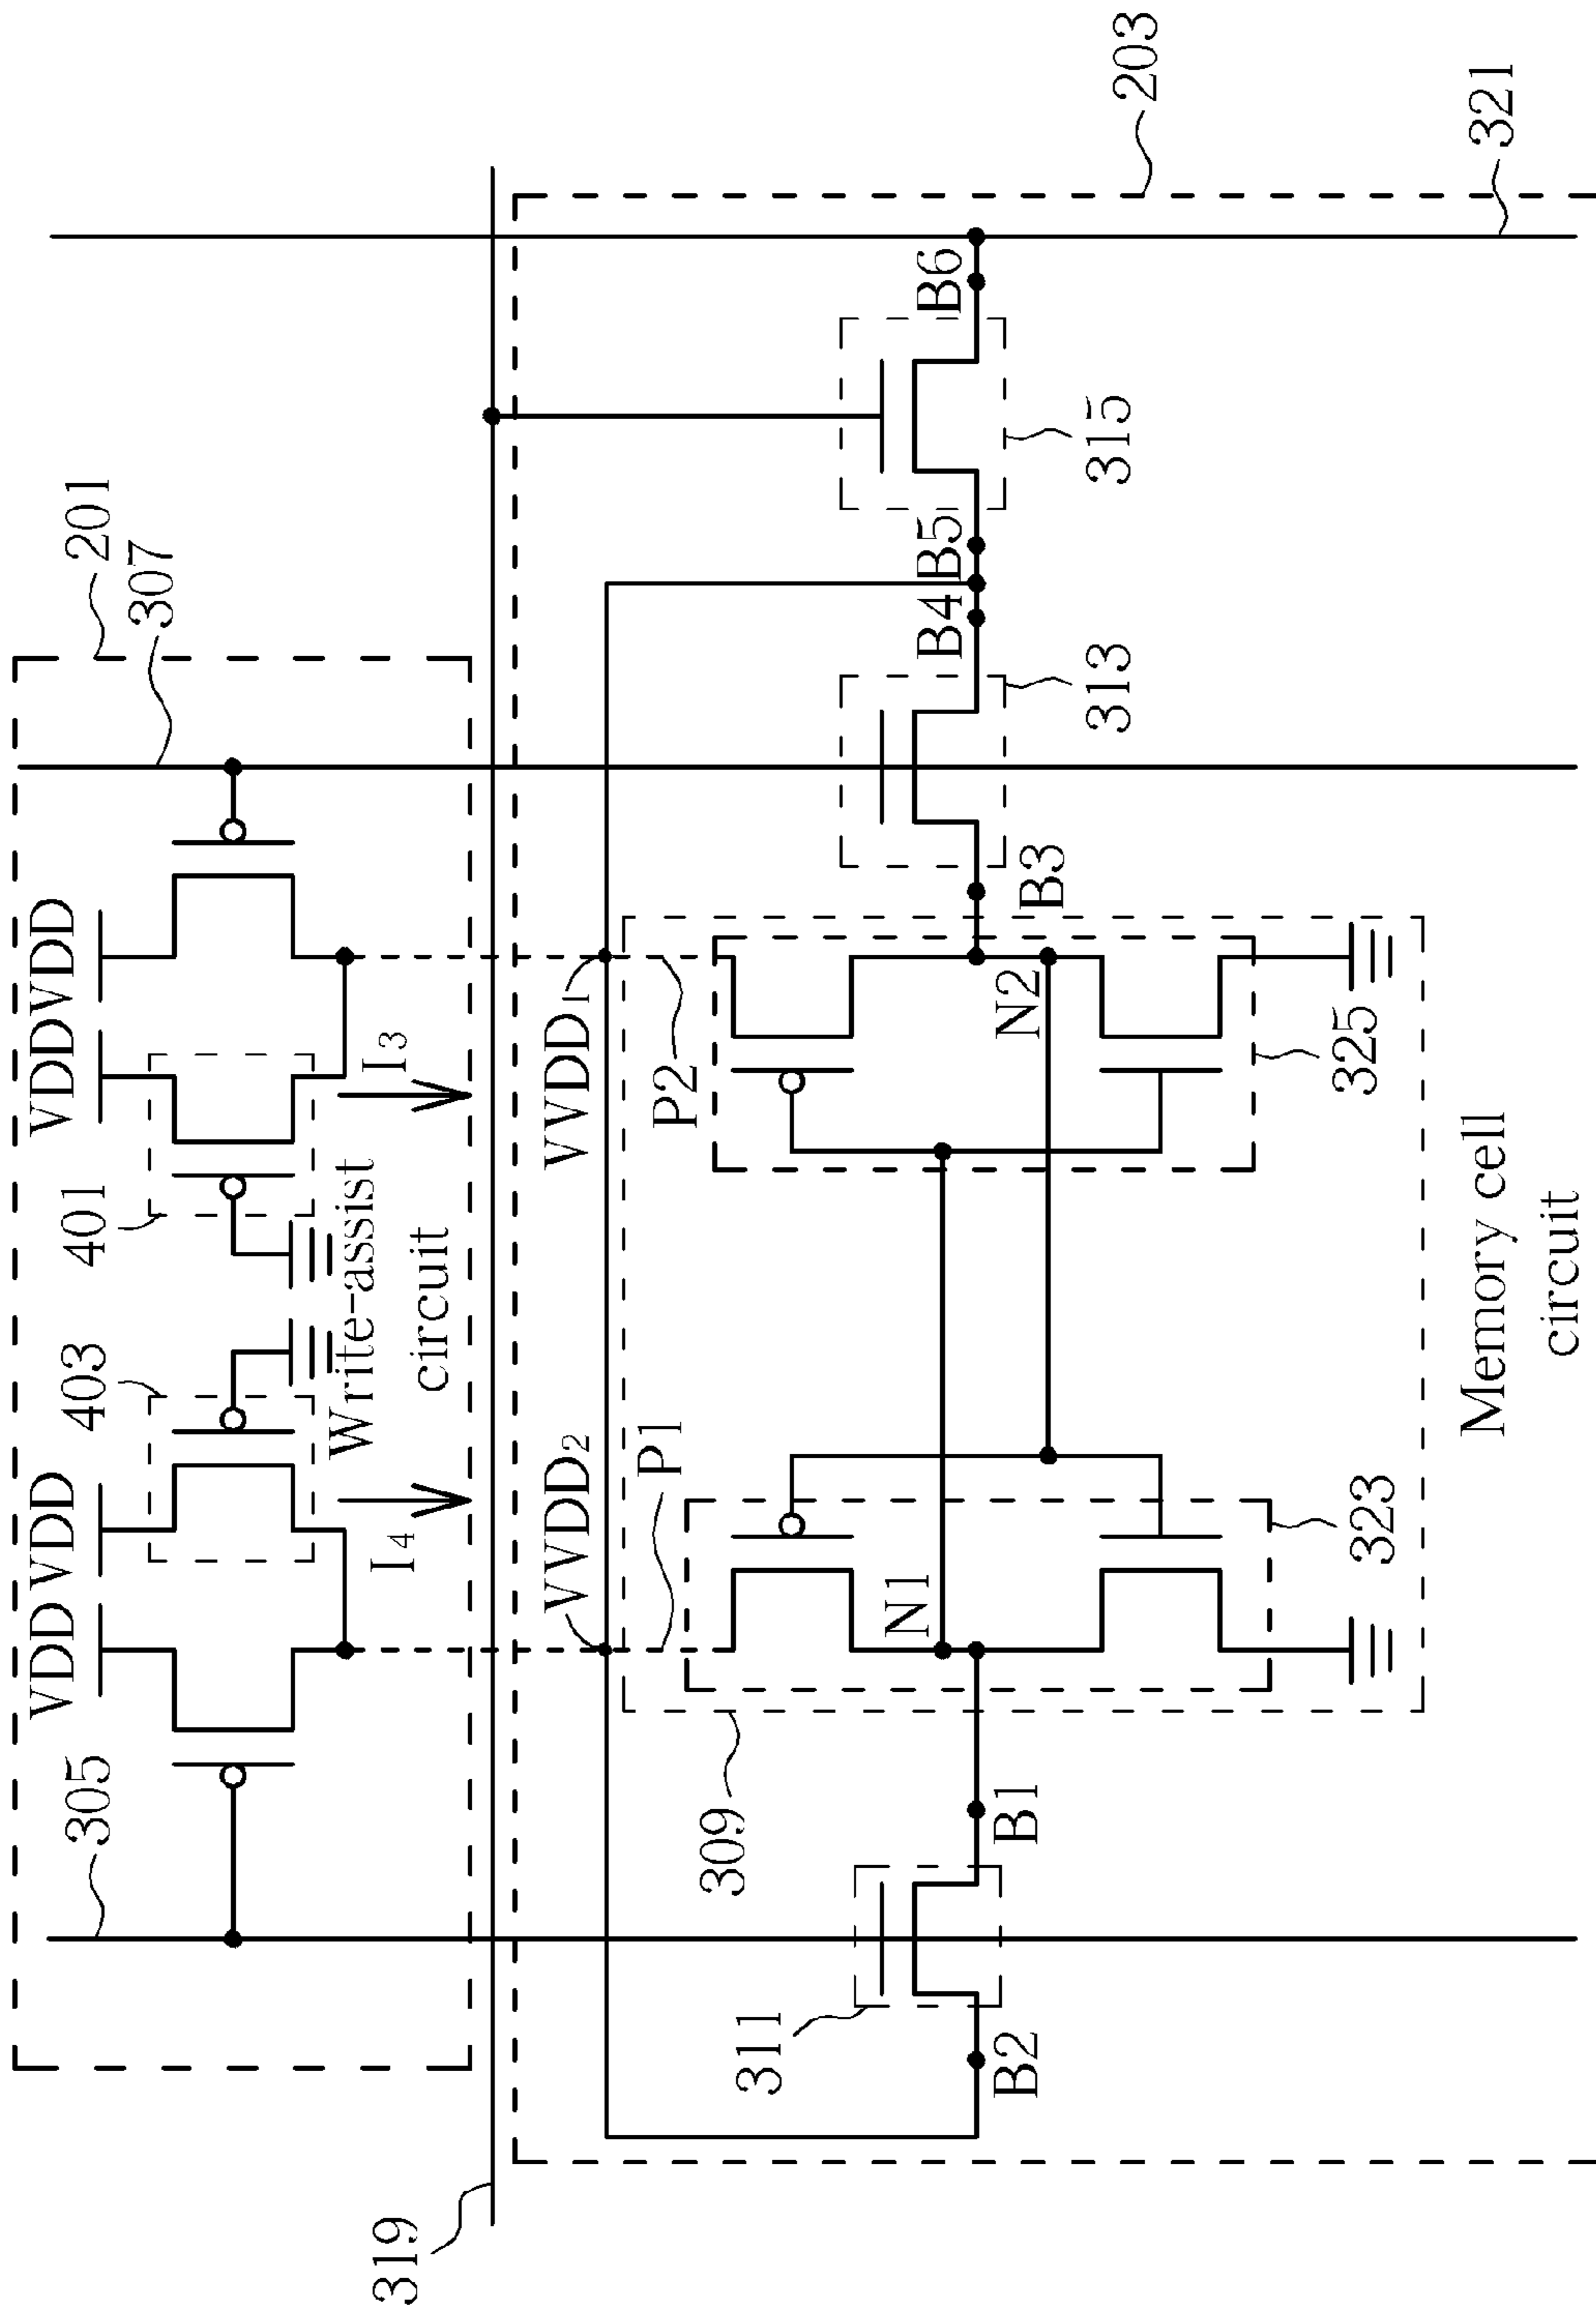 201
305
VDD
VDD
403
401
VDD
VDD
307
I4
Write-assist
circuit
I3
319
VVDD2
P1
VVDD1
P2
203
309
N1
N2
311
B2
B1
B3
313
B4
B5
315
B6
323
325
Memory cell
circuit
321